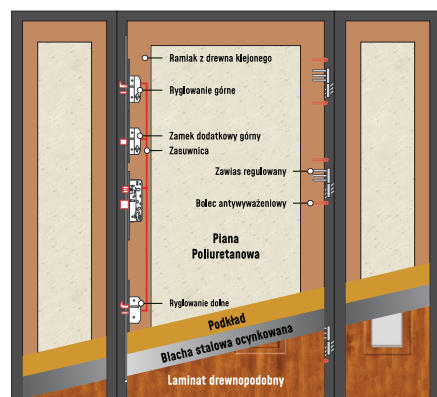 Ramiak z drewna klejonego
Ryglowanie górne
Zamek dodatkowy górny
Zasuwnica
Zawias regulowany
Bolec antywyważeniowy
Piana
Poliuretanowa
Ryglowanie dolne
Podkład
Blacha stalowa ocynkowana
Laminat drewnopodobny